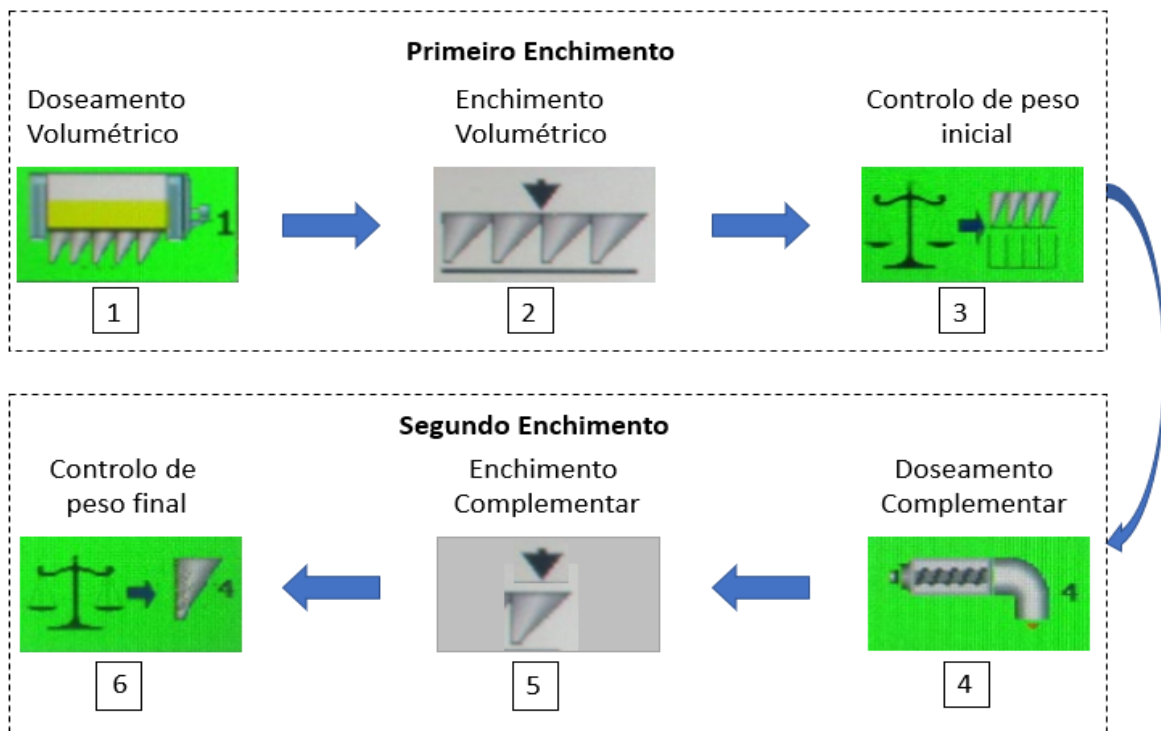 Primeiro Enchimento
Doseamento
Volumétrico
1
1
Enchimento
Volumétrico
2
Controlo de peso
inicial
3
Segundo Enchimento
Controlo de
peso final
4
6
Enchimento
Complementar
5
Doseamento
Complementar
4
4